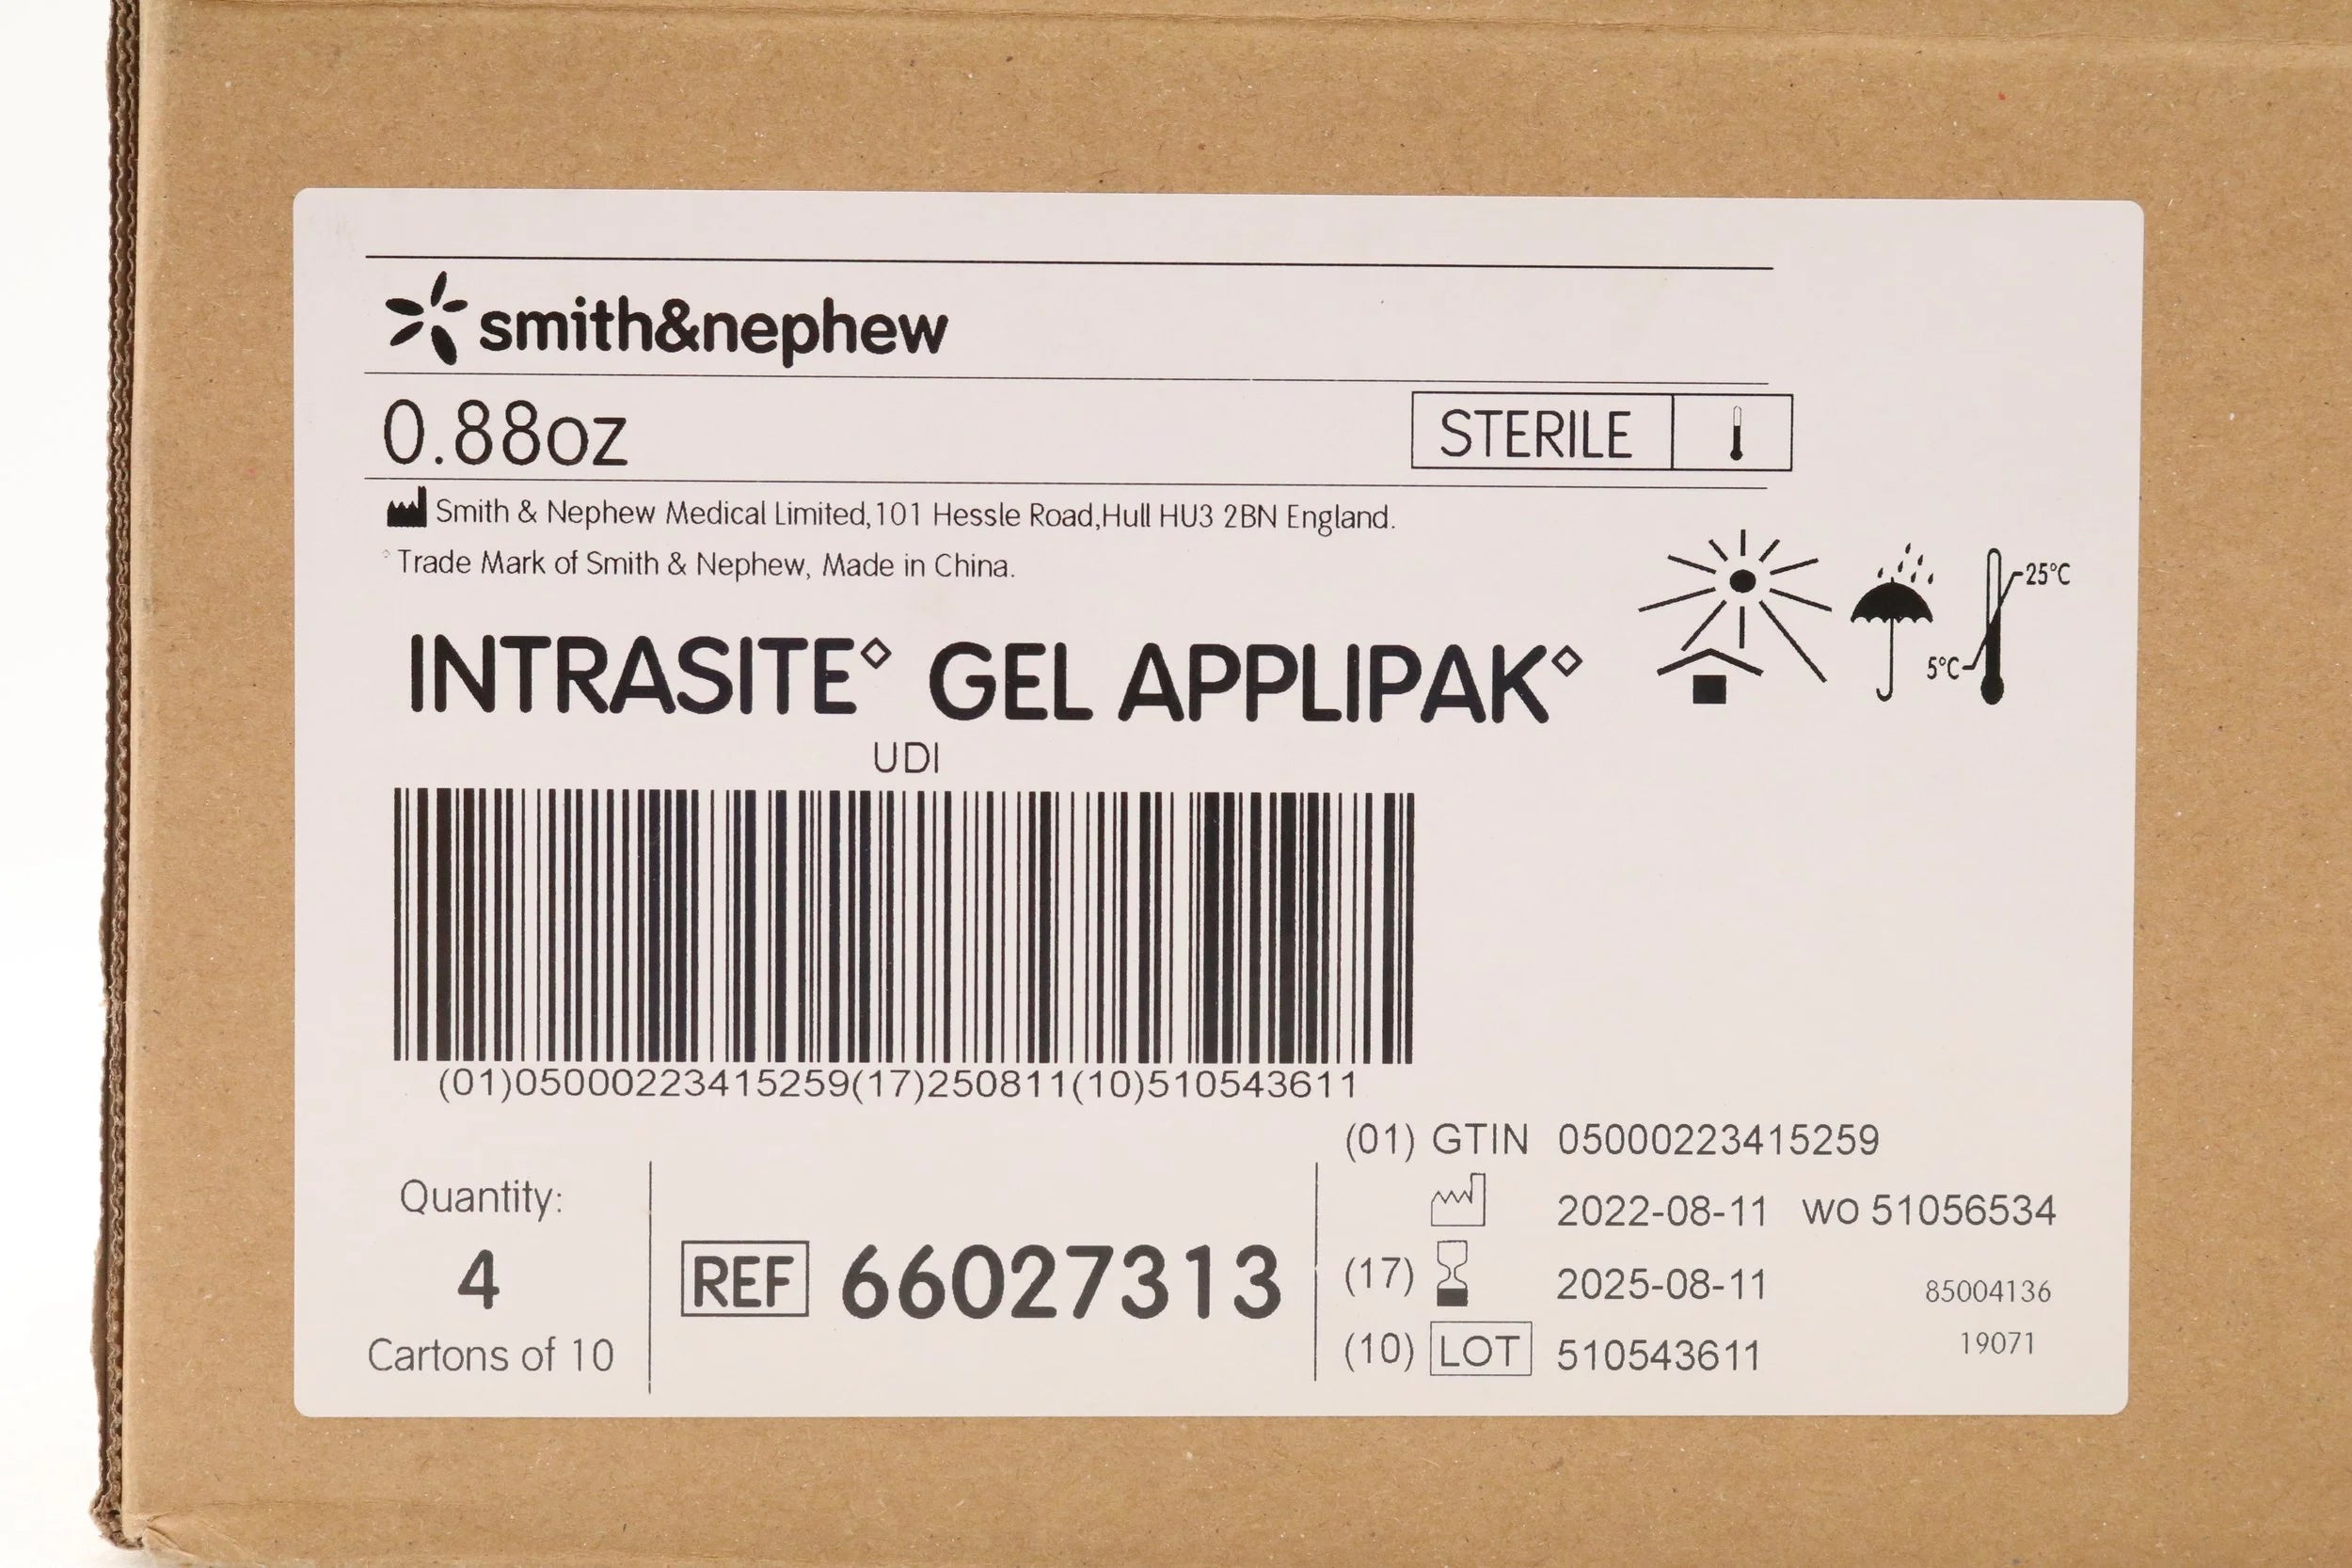 smith&nephew
0.88oz
STERILE
Smith & Nephew Medical Limited,101 Hessle Road,Hull HU3 2BN England.
◇ Trade Mark of Smith & Nephew, Made in China.
25°C
5°C
INTRASITE◇ GEL APPLIPAK◇
UDI
(01)05000223415259(17)250811(10)510543611
(01) GTIN 05000223415259
2022-08-11 WO 51056534
(17) 2025-08-11 85004136
(10) LOT 510543611 19071
Quantity:
4
Cartons of 10
REF 66027313